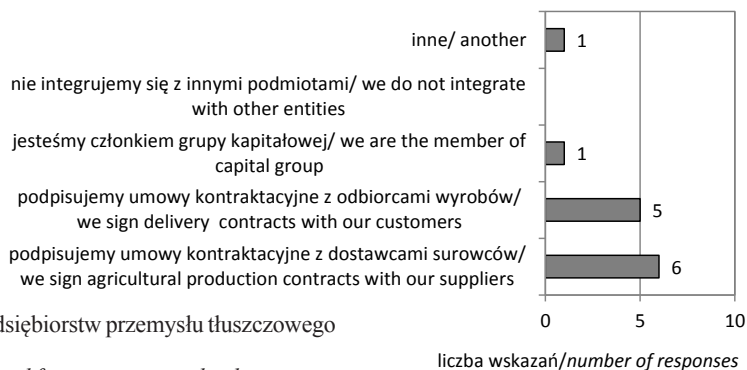 inne/ another
1
nie integrujemy się z innymi podmiotami/ we do not integrate
with other entities
jesteśmy członkiem grupy kapitałowej/ we are the member of
capital group
1
podpisujemy umowy kontraktacyjne z odbiorcami wyrobów/
we sign delivery contracts with our customers
5
podpisujemy umowy kontraktacyjne z dostawcami surowców/
we sign agricultural production contracts with our suppliers
6
dsiębiorstw przemysłu tłuszczowego
0 5 10
liczba wskazań/number of responses